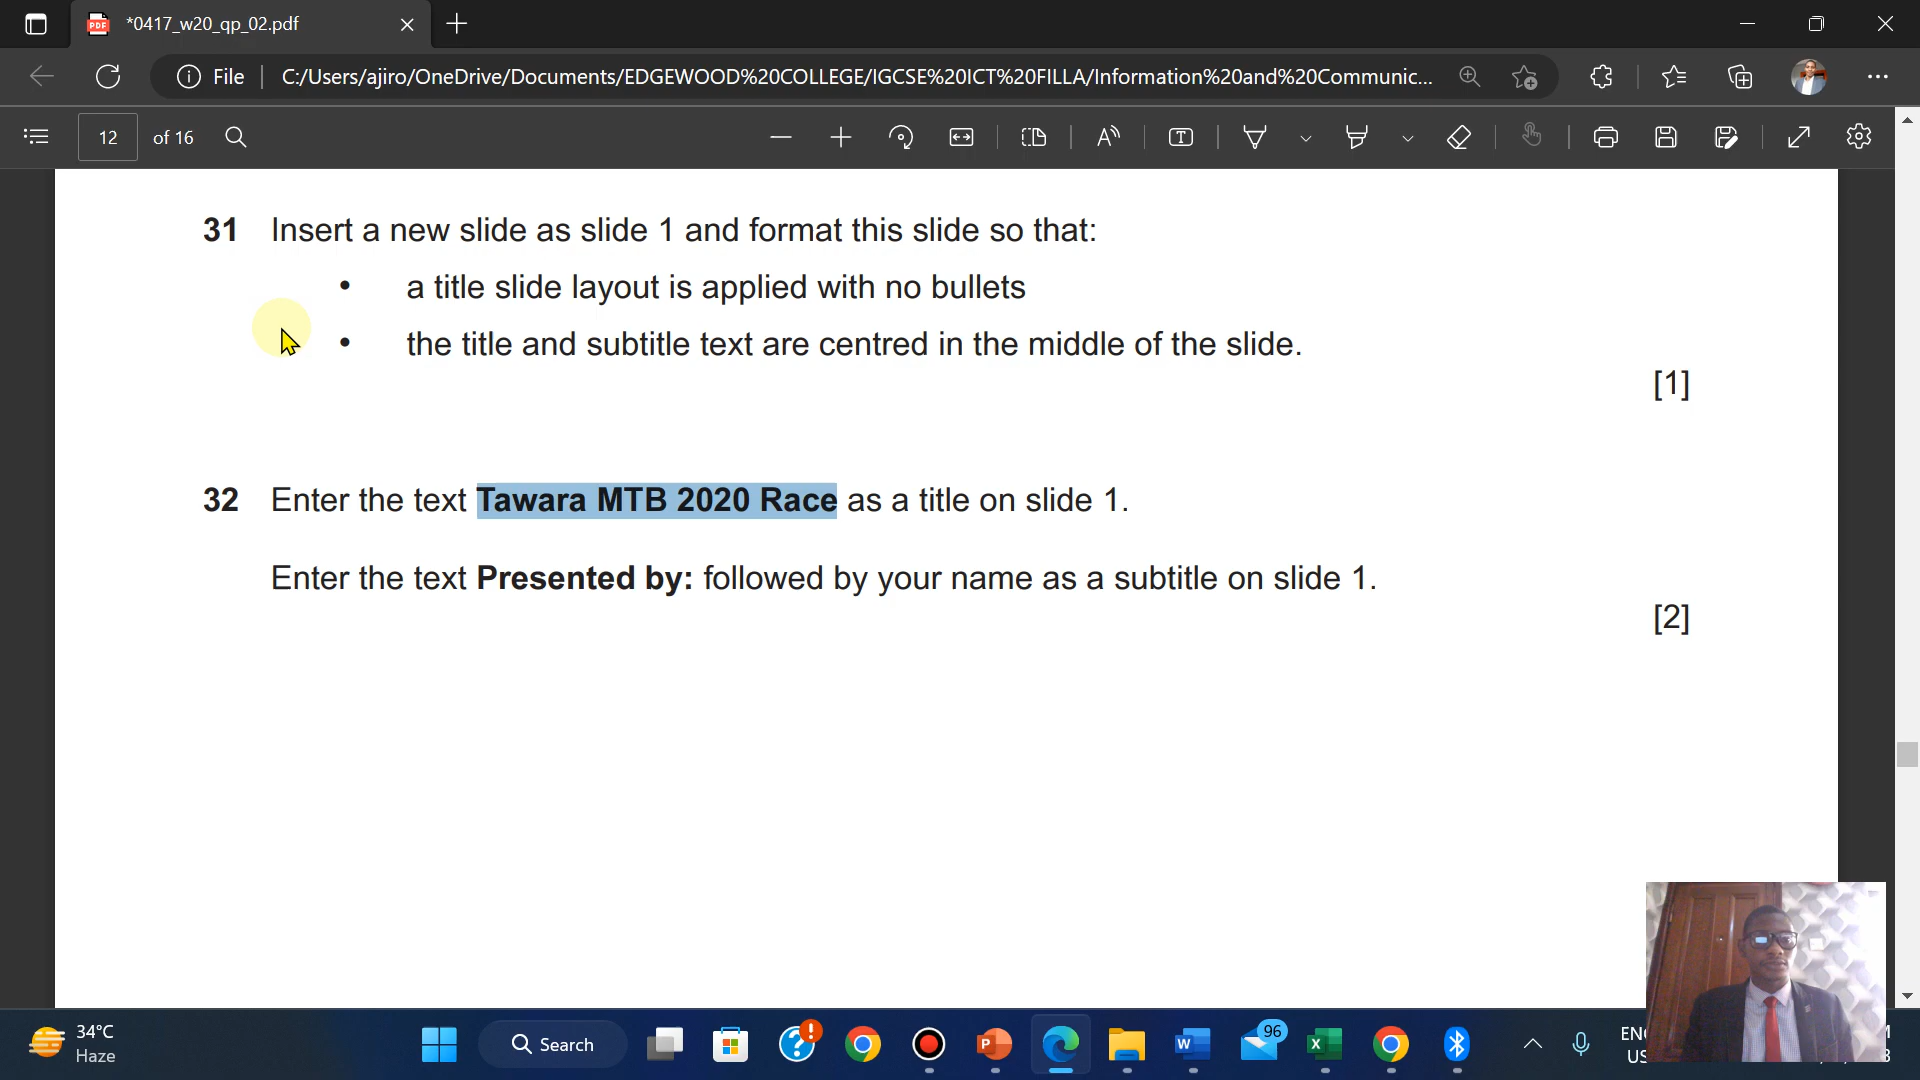 *0417_w20_qp_02.pdf
File
C:/Users/ajiro/OneDrive/Documents/EDGEWOOD%20COLLEGE/IGCSE%20ICT%20FILLA/Information%20and%20Communic...
12 of 16
31 Insert a new slide as slide 1 and format this slide so that:
• a title slide layout is applied with no bullets
• the title and subtitle text are centred in the middle of the slide.
[1]
32 Enter the text Tawara MTB 2020 Race as a title on slide 1.
Enter the text Presented by: followed by your name as a subtitle on slide 1.
[2]
34°C
Haze
Search
96